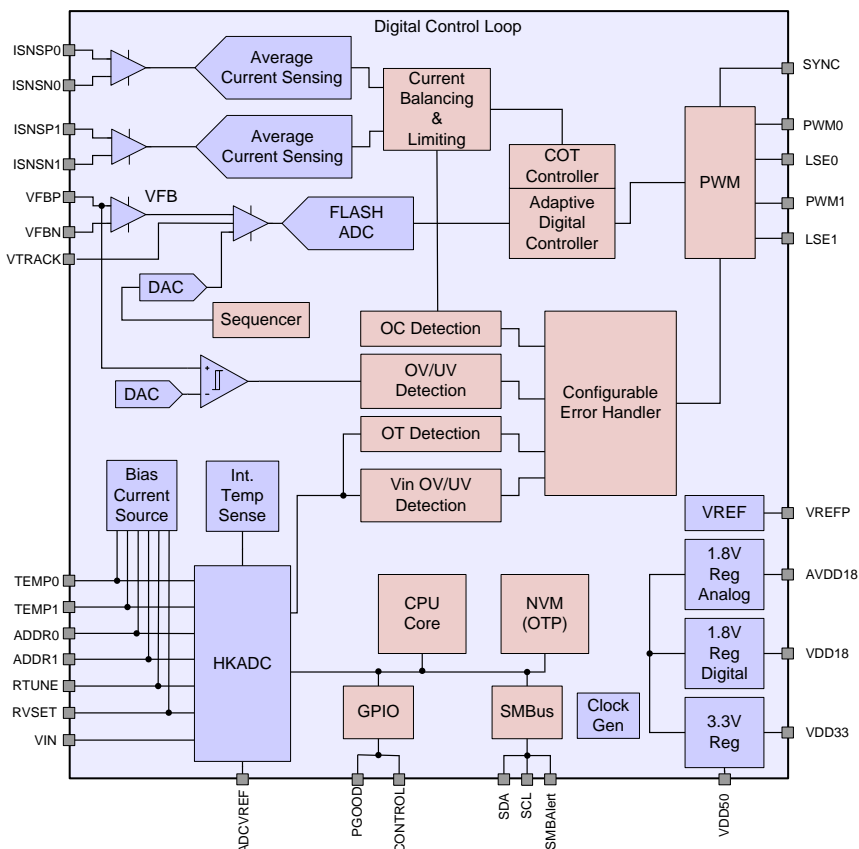 Digital Control Loop
ISNSP0
ISNSN0
ISNSP1
ISNSN1
VFBP
VFBN
VTRACK
Average
Current Sensing
Average
Current Sensing
VFB
FLASH
ADC
DAC
Sequencer
DAC
+
-
Current
Balancing
&
Limiting
COT
Controller
Adaptive
Digital
Controller
PWM
SYNC
PWM0
LSE0
PWM1
LSE1
OC Detection
OV/UV
Detection
OT Detection
Vin OV/UV
Detection
Configurable
Error Handler
Bias
Current
Source
Int.
Temp
Sense
TEMP0
TEMP1
ADDR0
ADDR1
RTUNE
RVSET
VIN
HKADC
CPU
Core
NVM
(OTP)
GPIO
SMBus
Clock
Gen
VREF
1.8V
Reg
Analog
1.8V
Reg
Digital
3.3V
Reg
VREFP
AVDD18
VDD18
VDD33
ADCVREF
PGOOD
CONTROL
SDA
SCL
SMBAlert
VDD50